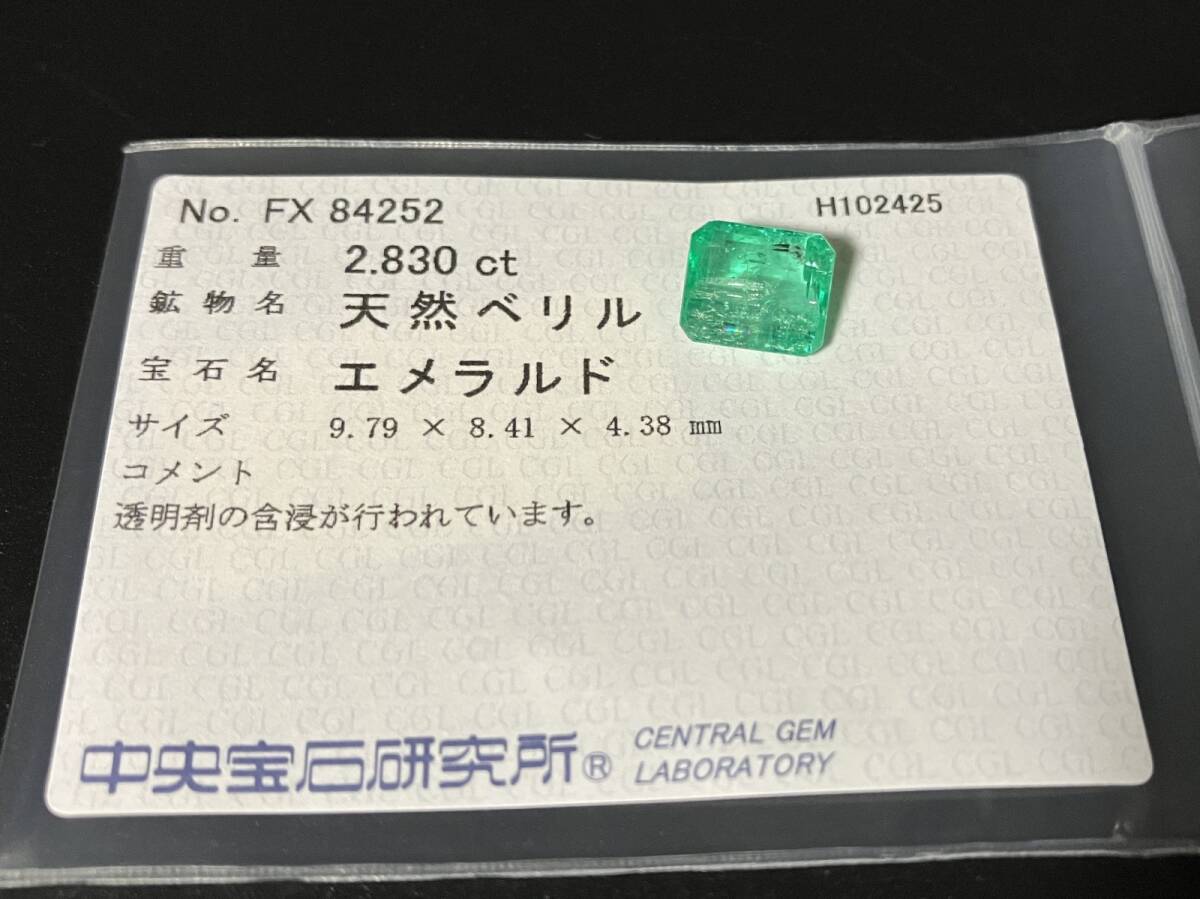 No. FX 84252 H102425
重量 2.830 ct
鉱物名 天然ベリル
宝石名 エメラルド
サイズ 9.79 × 8.41 × 4.38 mm
コメント
透明剤の含浸が行われています。
中央宝石研究所® CENTRAL GEM
LABORATORY